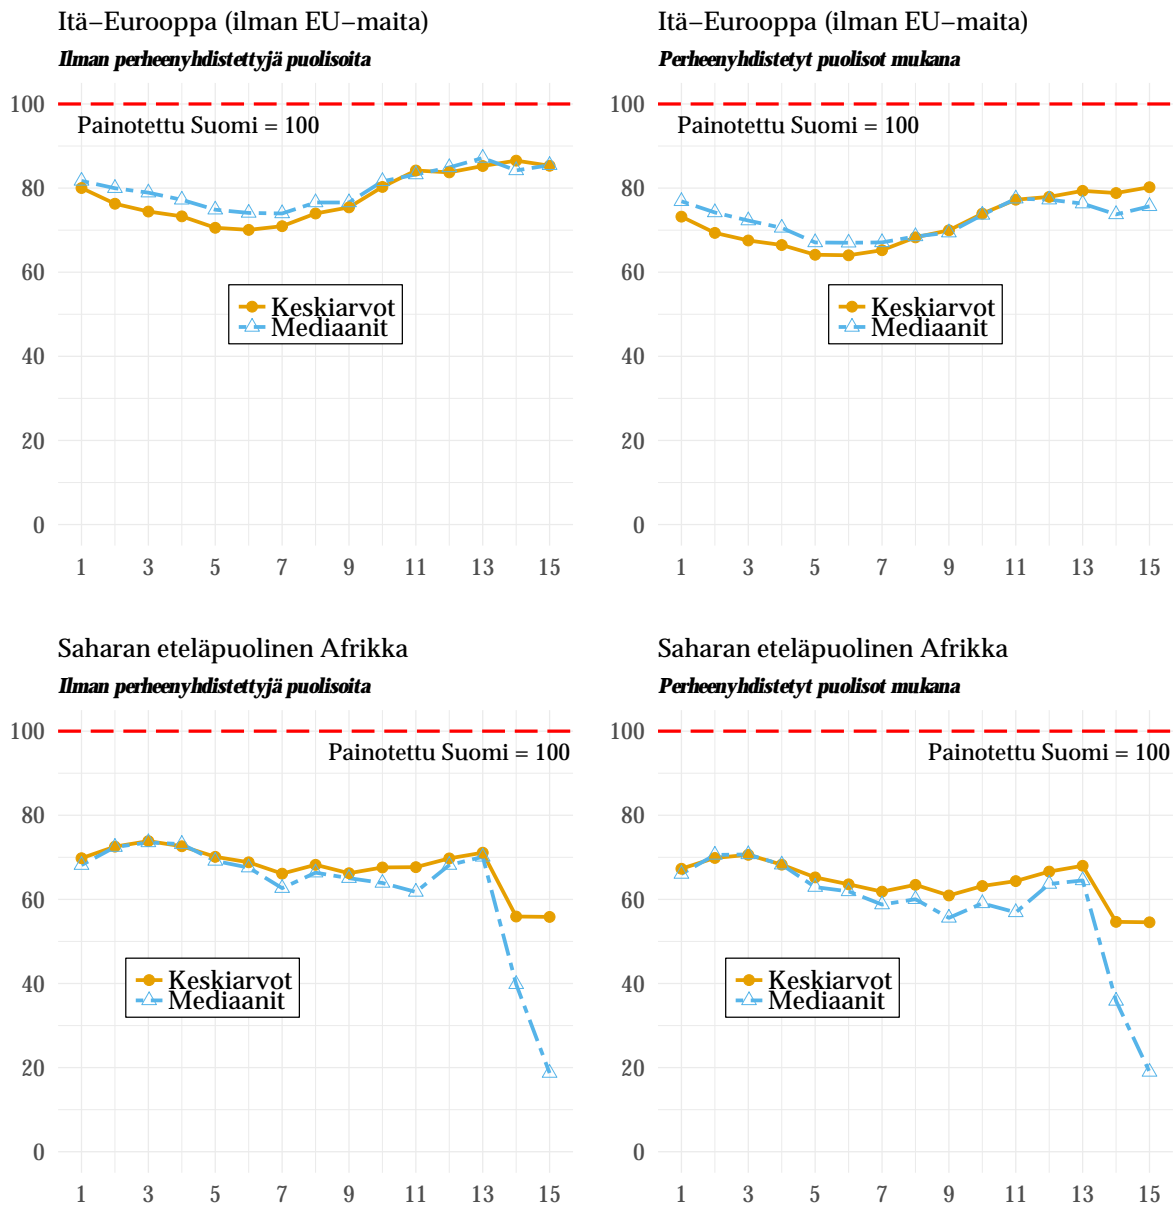 Itä−Eurooppa (ilman EU−maita)
Ilman perheenyhdistettyjä puolisoita
100
80
60
40
20
0
Painotettu Suomi = 100
Keskiarvot
Mediaanit
1 3 5 7 9 11 13 15
Itä−Eurooppa (ilman EU−maita)
Perheenyhdistetyt puolisot mukana
100
80
60
40
20
0
Painotettu Suomi = 100
Keskiarvot
Mediaanit
1 3 5 7 9 11 13 15
Saharan eteläpuolinen Afrikka
Ilman perheenyhdistettyjä puolisoita
100
80
60
40
20
0
Painotettu Suomi = 100
Keskiarvot
Mediaanit
1 3 5 7 9 11 13 15
Saharan eteläpuolinen Afrikka
Perheenyhdistetyt puolisot mukana
100
80
60
40
20
0
Painotettu Suomi = 100
Keskiarvot
Mediaanit
1 3 5 7 9 11 13 15